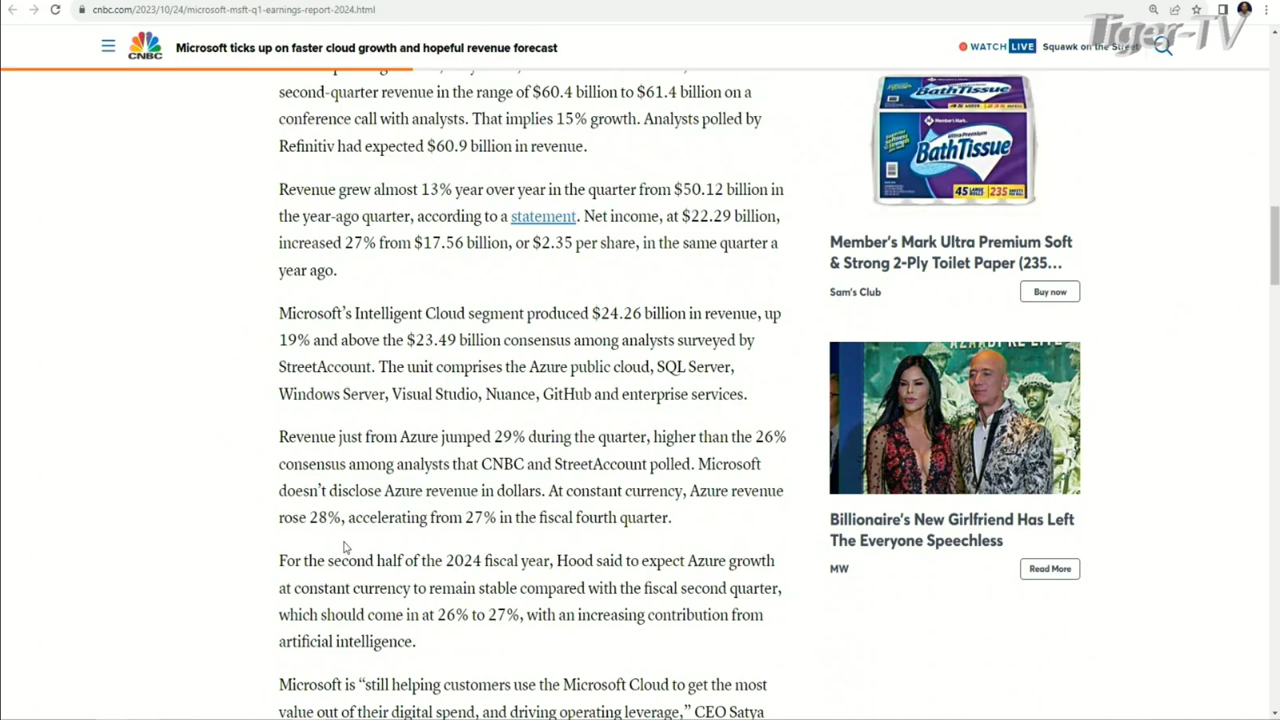 cnbc.com/2023/10/24/microsoft-msft-q1-earnings-report-2024.html
Tiger-TV
CNBC
Microsoft ticks up on faster cloud growth and hopeful revenue forecast
WATCH LIVE Squawk on the Street
ond-quarter revenue in the range of $60.4 billion to $61.4 billion on a
conference call with analysts. That implies 15% growth. Analysts polled by
Refinitiv had expected $60.9 billion in revenue.
Revenue grew almost 13% year over year in the quarter from $50.12 billion in
the year-ago quarter, according to a statement. Net income, at $22.29 billion,
increased 27% from $17.56 billion, or $2.35 per share, in the same quarter a
year ago.
Microsoft’s Intelligent Cloud segment produced $24.26 billion in revenue, up
19% and above the $23.49 billion consensus among analysts surveyed by
StreetAccount. The unit comprises the Azure public cloud, SQL Server,
Windows Server, Visual Studio, Nuance, GitHub and enterprise services.
Revenue just from Azure jumped 29% during the quarter, higher than the 26%
consensus among analysts that CNBC and StreetAccount polled. Microsoft
doesn’t disclose Azure revenue in dollars. At constant currency, Azure revenue
rose 28%, accelerating from 27% in the fiscal fourth quarter.
For the second half of the 2024 fiscal year, Hood said to expect Azure growth
at constant currency to remain stable compared with the fiscal second quarter,
which should come in at 26% to 27%, with an increasing contribution from
artificial intelligence.
Microsoft is “still helping customers use the Microsoft Cloud to get the most
value out of their digital spend, and driving operating leverage,” CEO Satya
BathTissue
Member's Mark
Ultra Premium
BathTissue
45 235
Member’s Mark Ultra Premium Soft
& Strong 2-Ply Toilet Paper (235…
Sam’s Club
Buy now
Billionaire's New Girlfriend Has Left
The Everyone Speechless
MW
Read More